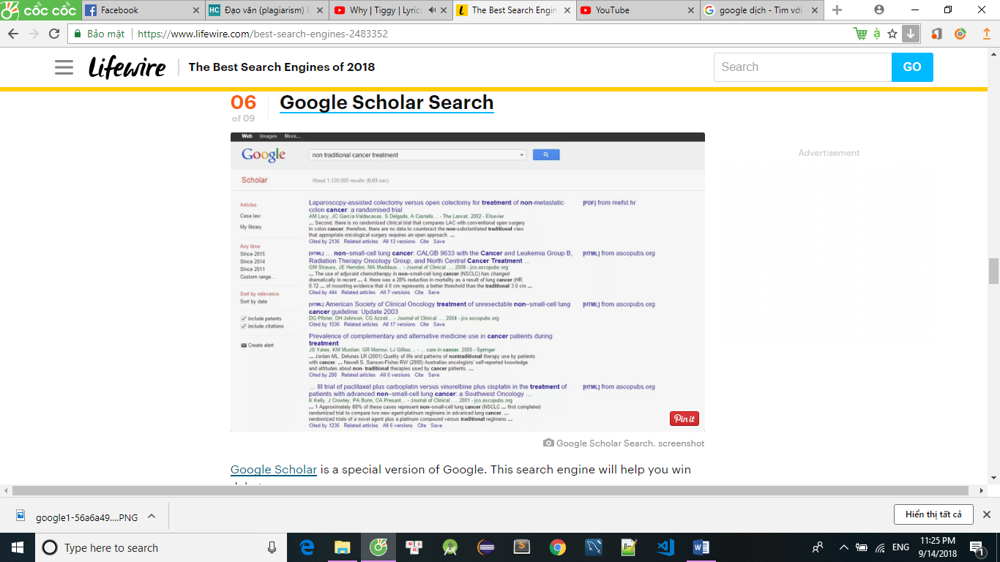 cốc cốc
Facebook
Đạo văn (plagiarism) l
Why | Tiggy | Lyrics
The Best Search Engin
YouTube
google dịch - Tìm với
Bảo mật
https://www.lifewire.com/best-search-engines-2483352
à
Lifewire
The Best Search Engines of 2018
Search
GO
06
of 09
Google Scholar Search
Web Images More...
Google
non traditional cancer treatment
Scholar
About 1,120,000 results (0.03 sec)
Articles
Case law
My library
Any time
Since 2015
Since 2014
Since 2011
Custom range...
Sort by relevance
Sort by date
include patents
include citations
Create alert
Laparoscopy-assisted colectomy versus open colectomy for treatment of non-metastatic
colon cancer: a randomised trial
[PDF] from mefst.hr
AM Lacy, JC García-Valdecasas, S Delgado, A Castells... - The Lancet, 2002 - Elsevier
... Second, there is no randomised clinical trial that compares LAC with conventional open surgery
in colon cancer; therefore, there are no data to counteract the non-substantiated traditional view
that appropriate oncological surgery requires an open approach. ...
Cited by 2136 Related articles All 13 versions Cite Save
[HTML] ... non–small-cell lung cancer: CALGB 9633 with the Cancer and Leukemia Group B,
Radiation Therapy Oncology Group, and North Central Cancer Treatment ...
[HTML] from ascopubs.org
GM Strauss, JE Herndon, MA Maddaus... - Journal of Clinical ..., 2008 - jco.ascopubs.org
... The use of adjuvant chemotherapy in non–small-cell lung cancer (NSCLC) has changed
dramatically in recent ... 4, there was a 28% reduction in mortality as a result of lung cancer (HR,
0.72 ... of mounting evidence that 4.0 cm represents a better threshold than the traditional 3.0 cm ...
Cited by 444 Related articles All 7 versions Cite Save
[HTML] American Society of Clinical Oncology treatment of unresectable non–small-cell lung
cancer guideline: Update 2003
[HTML] from ascopubs.org
DG Pfister, DH Johnson, CG Azzoli... - Journal of Clinical ..., 2004 - jco.ascopubs.org
Cited by 1536 Related articles All 17 versions Cite Save
Prevalence of complementary and alternative medicine use in cancer patients during
treatment
JS Yates, KM Mustian, GR Morrow, LJ Gillies... - ... care in cancer, 2005 - Springer
... Jordan ML, Delunas LR (2001) Quality of life and patterns of nontraditional therapy use by patients
with cancer. ... Newell S, Sanson-Fisher RW (2000) Australian oncologists' self-reported knowledge
and attitudes about non- traditional therapies used by cancer patients. ...
Cited by 200 Related articles All 6 versions Cite Save
... III trial of paclitaxel plus carboplatin versus vinorelbine plus cisplatin in the treatment of
patients with advanced non–small-cell lung cancer: a Southwest Oncology ...
[HTML] from ascopubs.org
K Kelly, J Crowley, PA Bunn, CA Presant... - Journal of Clinical ..., 2001 - jco.ascopubs.org
... 1 Approximately 80% of these cases represent non–small-cell lung cancer (NSCLC ... first completed
randomized trial to compare two new agent-platinum regimens in advanced lung cancer. ...
randomized trials of a novel agent plus a platinum compound versus traditional regimens ...
Cited by 1236 Related articles All 6 versions Cite Save
Pin it
Advertisement
Google Scholar Search. screenshot
Google Scholar is a special version of Google. This search engine will help you win
google1-56a6a49....PNG
Hiển thị tất cả
Type here to search
ENG
11:25 PM
9/14/2018
1